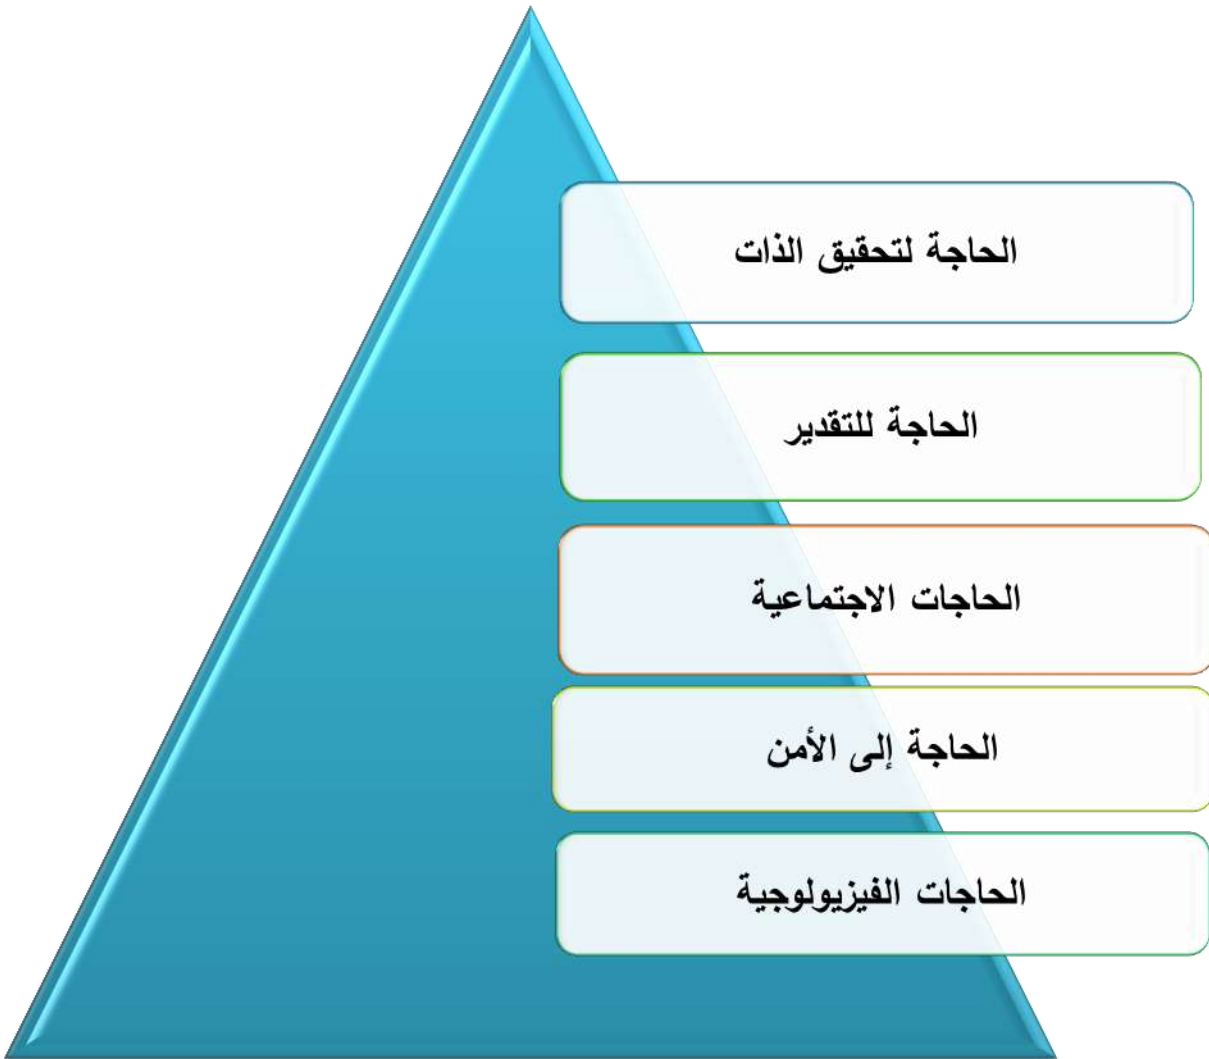 الحاجة لتحقيق الذات
الحاجة للتقدير
الحاجات الاجتماعية
الحاجة إلى الأمن
الحاجات الفيزيولوجية